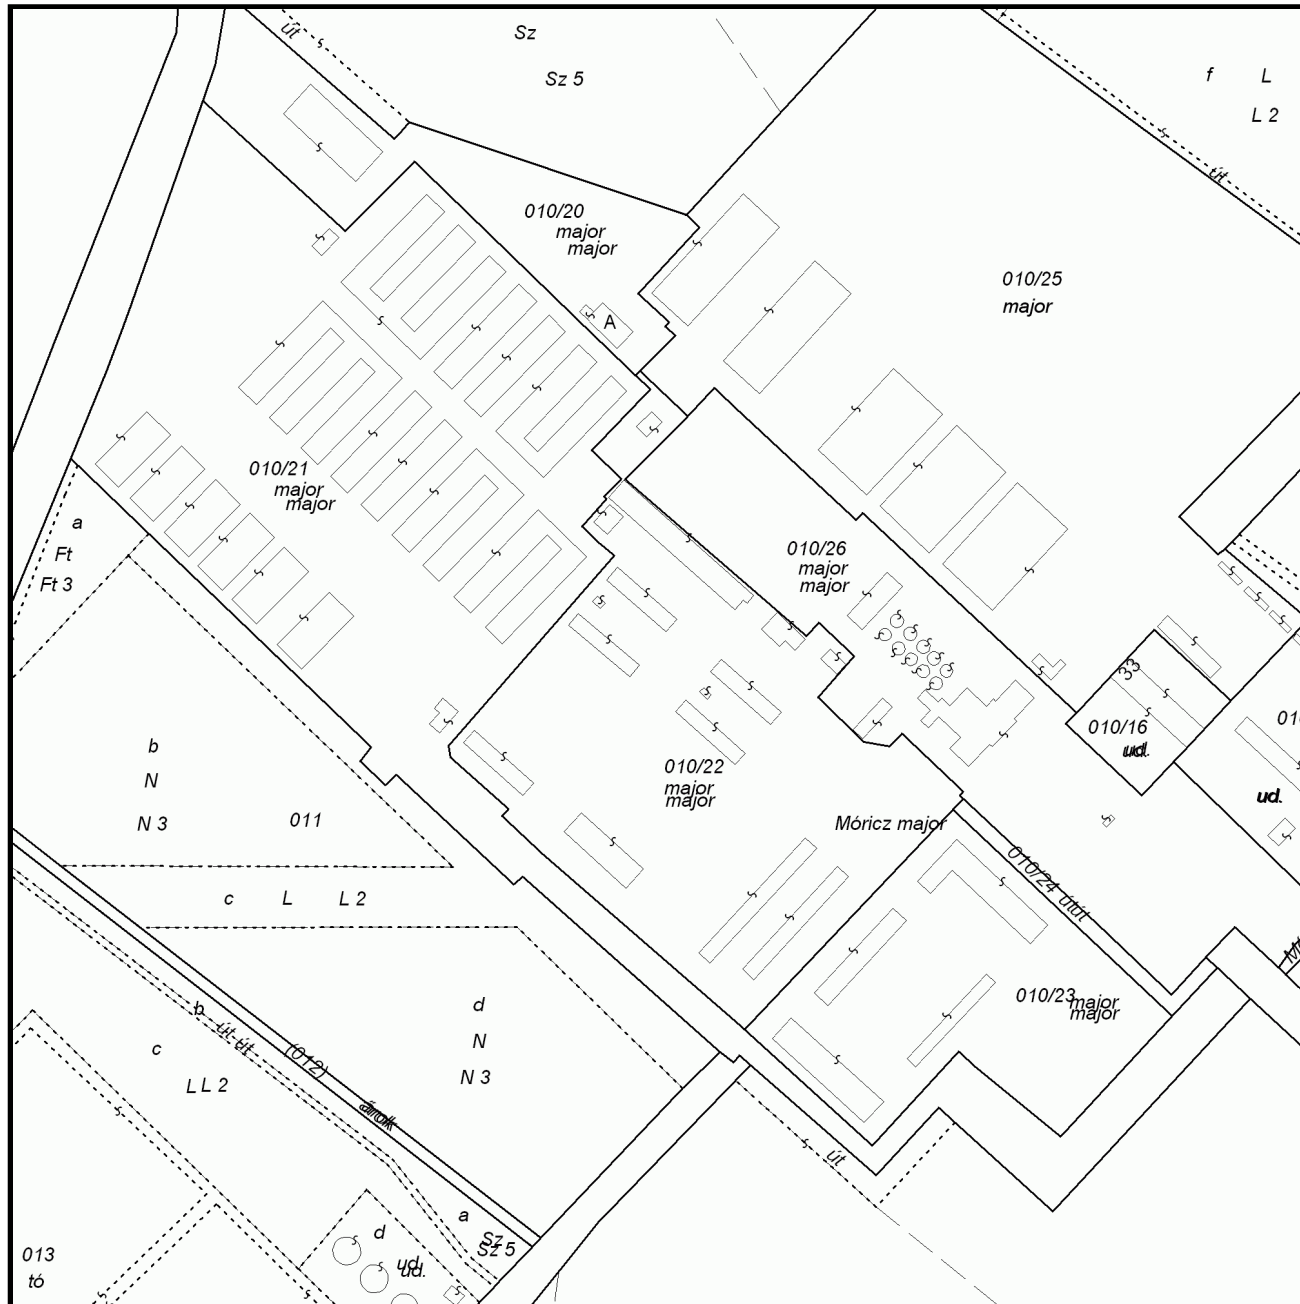 út
Sz
Sz 5
f
L
L 2
út
010/20
major
major
010/25
major
A
010/21
major
major
a
Ft
Ft 3
010/26
major
major
33
010/16
ud.
b
N
N 3
011
010/22
major
major
Móricz major
ud.
010/24 útút
c
L
L 2
d
N
N 3
010/23
major
major
b
út út
c
L L 2
(012)
árok
út
a
Sz
Sz 5
d
ud.
ud.
013
tó